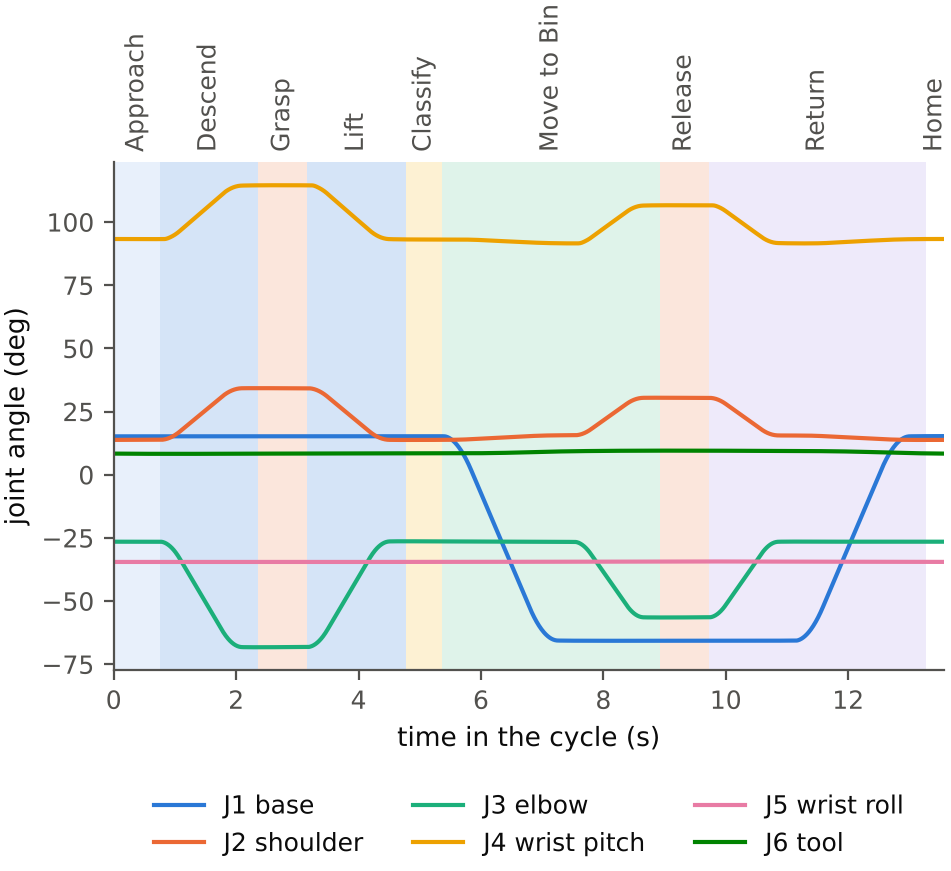 Approach
Descend
Grasp
Lift
Classify
Move to Bin
Release
Return
Home
joint angle (deg)
100
75
50
25
0
−25
−50
−75
0 2 4 6 8 10 12
time in the cycle (s)
J1 base J3 elbow J5 wrist roll
J2 shoulder J4 wrist pitch J6 tool